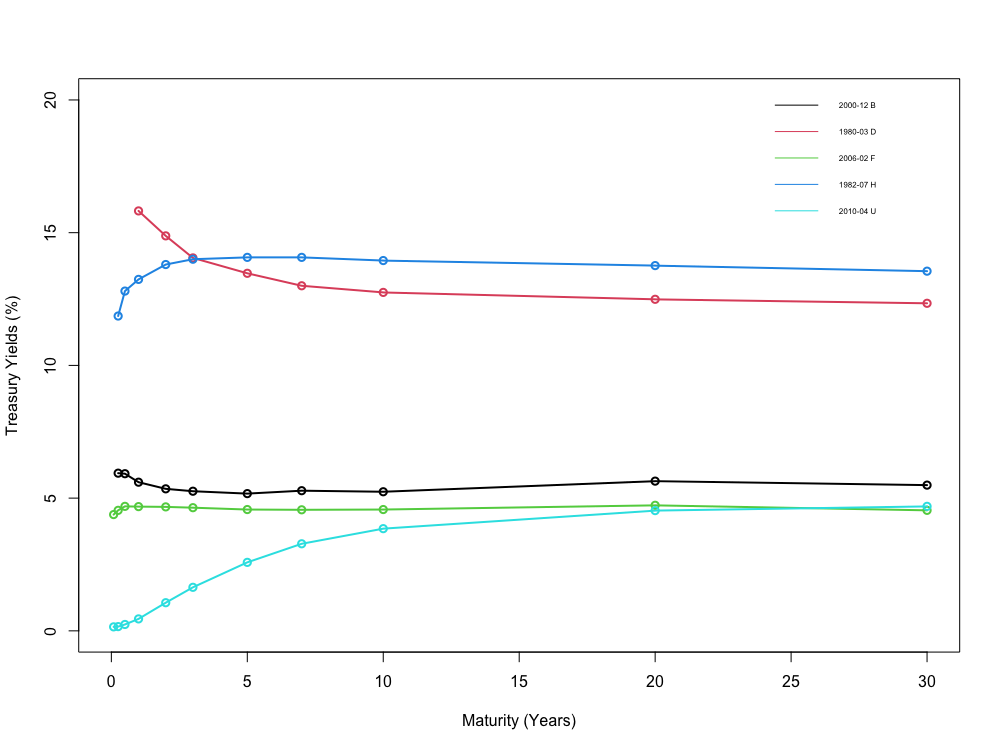 20
15
10
5
0
Treasury Yields (%)
2000-12 B
1980-03 D
2006-02 F
1982-07 H
2010-04 U
0 5 10 15 20 25 30
Maturity (Years)